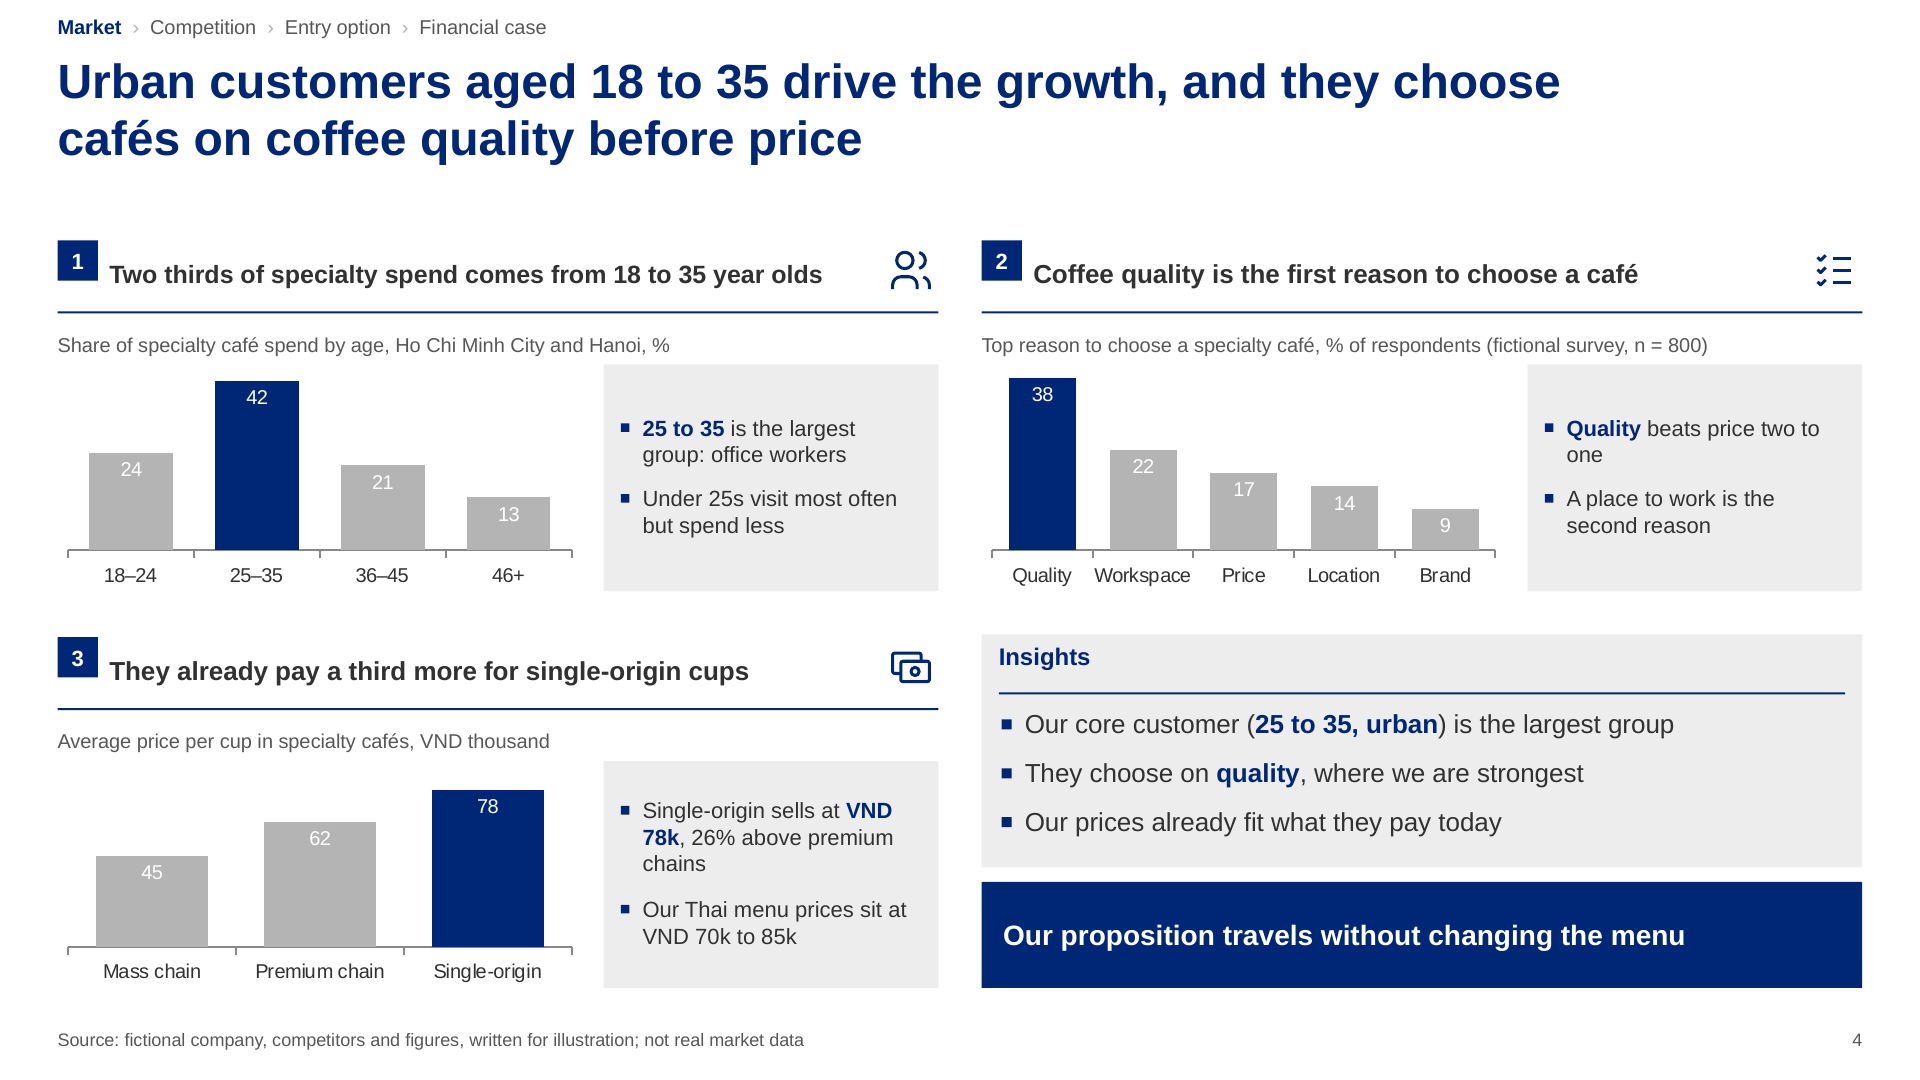 Market › Competition › Entry option › Financial case
Urban customers aged 18 to 35 drive the growth, and they choose
cafés on coffee quality before price
1
Two thirds of specialty spend comes from 18 to 35 year olds
Share of specialty café spend by age, Ho Chi Minh City and Hanoi, %
24
42
21
13
18–24
25–35
36–45
46+
25 to 35 is the largest
group: office workers
Under 25s visit most often
but spend less
2
Coffee quality is the first reason to choose a café
Top reason to choose a specialty café, % of respondents (fictional survey, n = 800)
38
22
17
14
9
Quality
Workspace
Price
Location
Brand
Quality beats price two to
one
A place to work is the
second reason
3
They already pay a third more for single-origin cups
Average price per cup in specialty cafés, VND thousand
45
62
78
Mass chain
Premium chain
Single-origin
Single-origin sells at VND
78k, 26% above premium
chains
Our Thai menu prices sit at
VND 70k to 85k
Insights
Our core customer (25 to 35, urban) is the largest group
They choose on quality, where we are strongest
Our prices already fit what they pay today
Our proposition travels without changing the menu
Source: fictional company, competitors and figures, written for illustration; not real market data
4